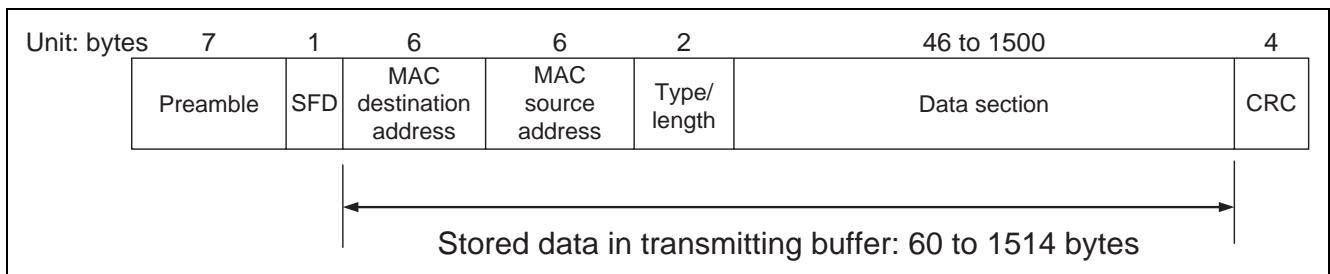 Unit: bytes 7 1 6 6 2 46 to 1500 4
Preamble
SFD
MAC
destination
address
MAC
source
address
Type/
length
Data section
CRC
Stored data in transmitting buffer: 60 to 1514 bytes